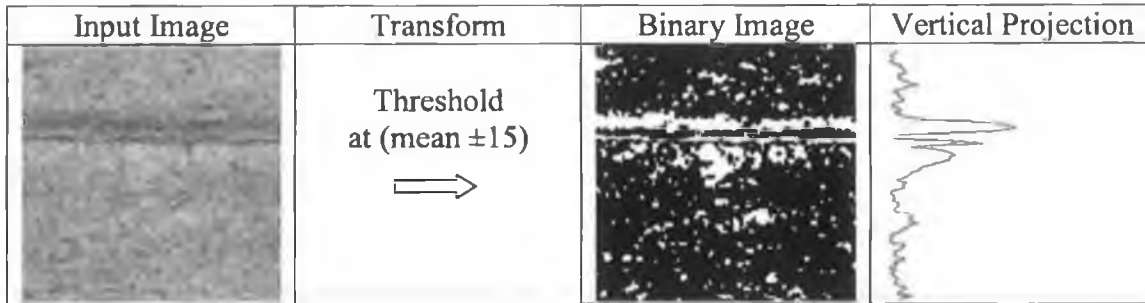 Input Image Transform Binary Image Vertical Projection
Threshold
at (mean ±15)